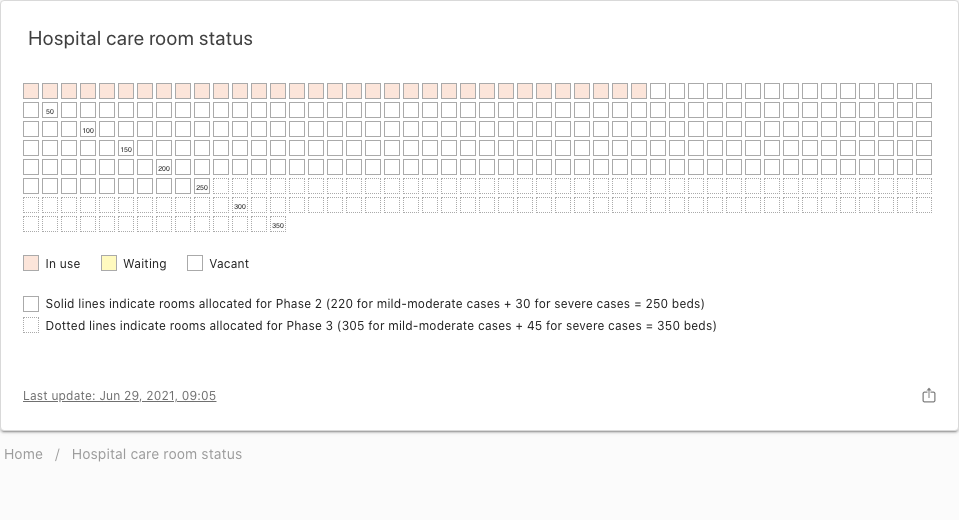 Hospital care room status
50
100
150
200
250
300
350
In use Waiting Vacant
Solid lines indicate rooms allocated for Phase 2 (220 for mild-moderate cases + 30 for severe cases = 250 beds)
Dotted lines indicate rooms allocated for Phase 3 (305 for mild-moderate cases + 45 for severe cases = 350 beds)
Last update: Jun 29, 2021, 09:05
Home / Hospital care room status